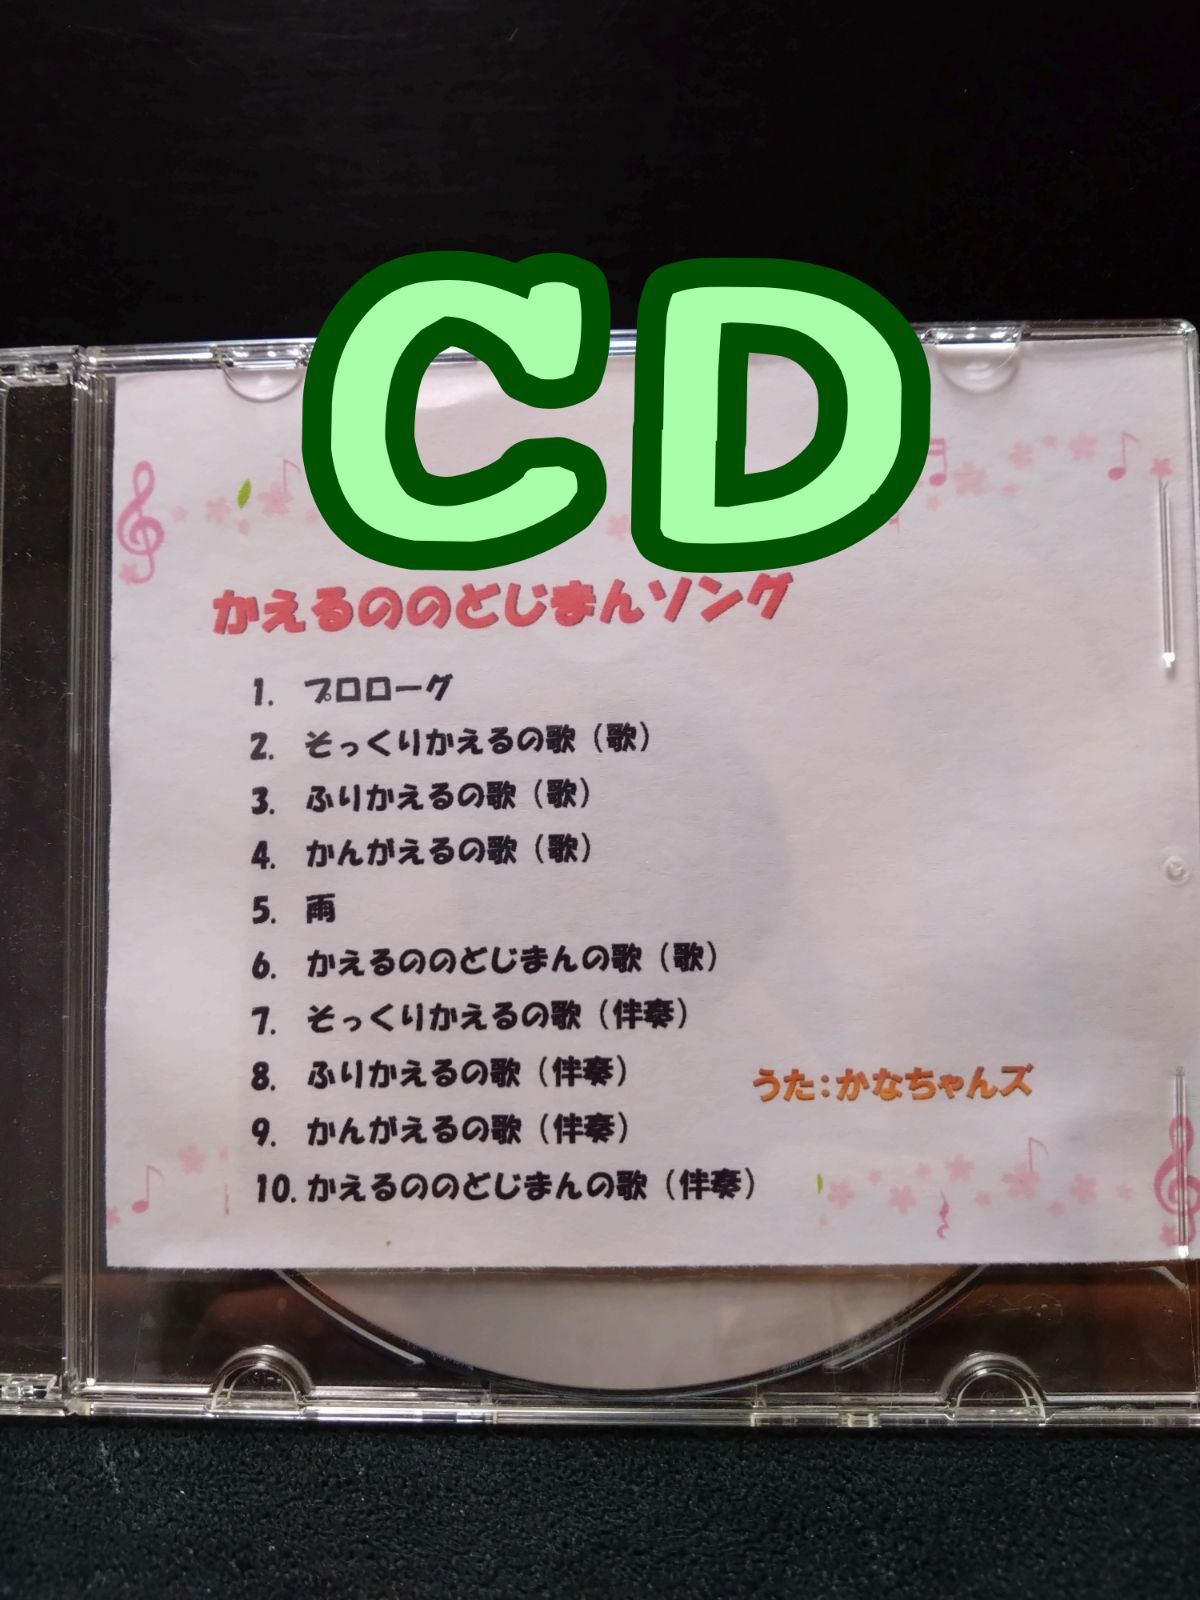 CD
かえるののどじまんソング
1. プロローグ
2. そっくりかえるの歌（歌）
3. ふりかえるの歌（歌）
4. かんがえるの歌（歌）
5. 雨
6. かえるののどじまんの歌（歌）
7. そっくりかえるの歌（伴奏）
8. ふりかえるの歌（伴奏）
うた：かなちゃんズ
9. かんがえるの歌（伴奏）
10. かえるののどじまんの歌（伴奏）